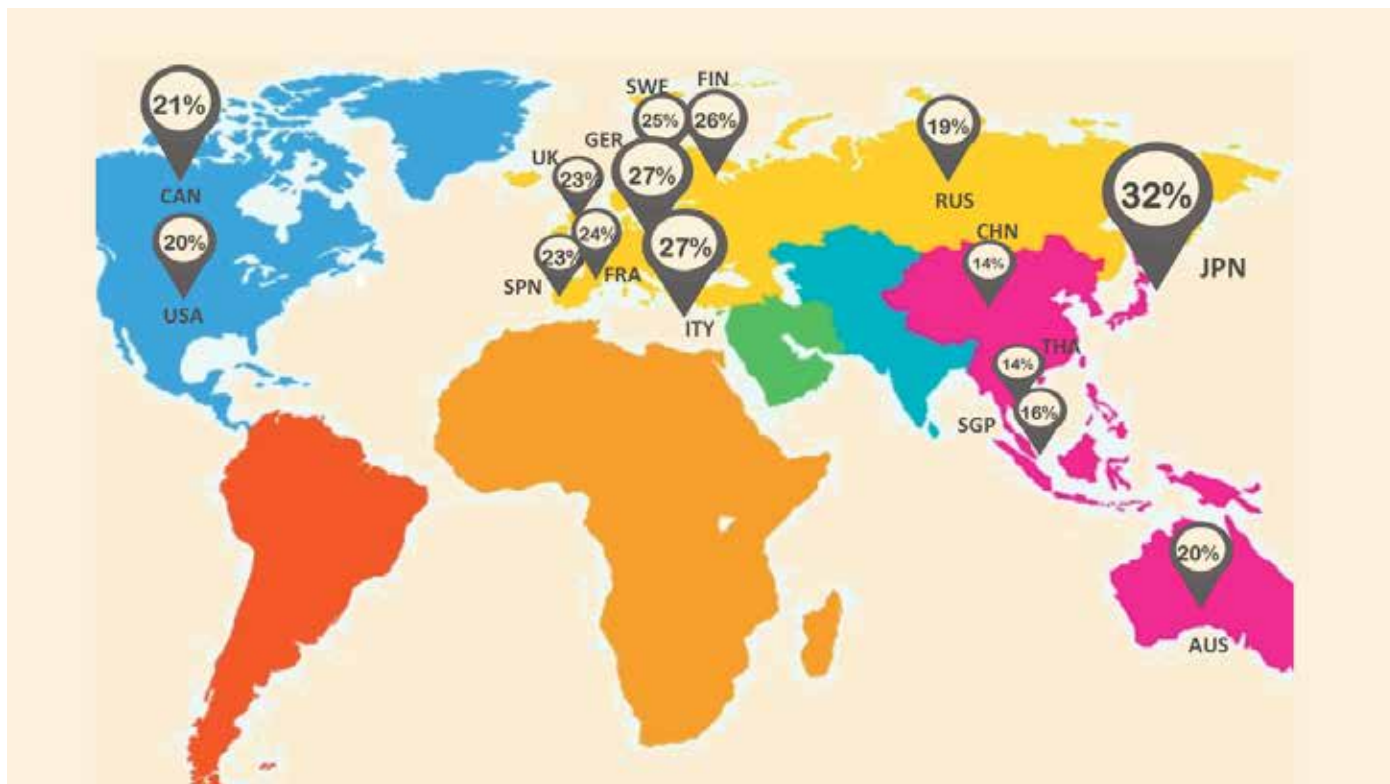 21%
CAN
20%
USA
SWE
25%
FIN
26%
GER
27%
UK
23%
24%
FRA
23%
SPN
27%
ITY
19%
RUS
CHN
14%
32%
JPN
THA
14%
16%
SGP
20%
AUS